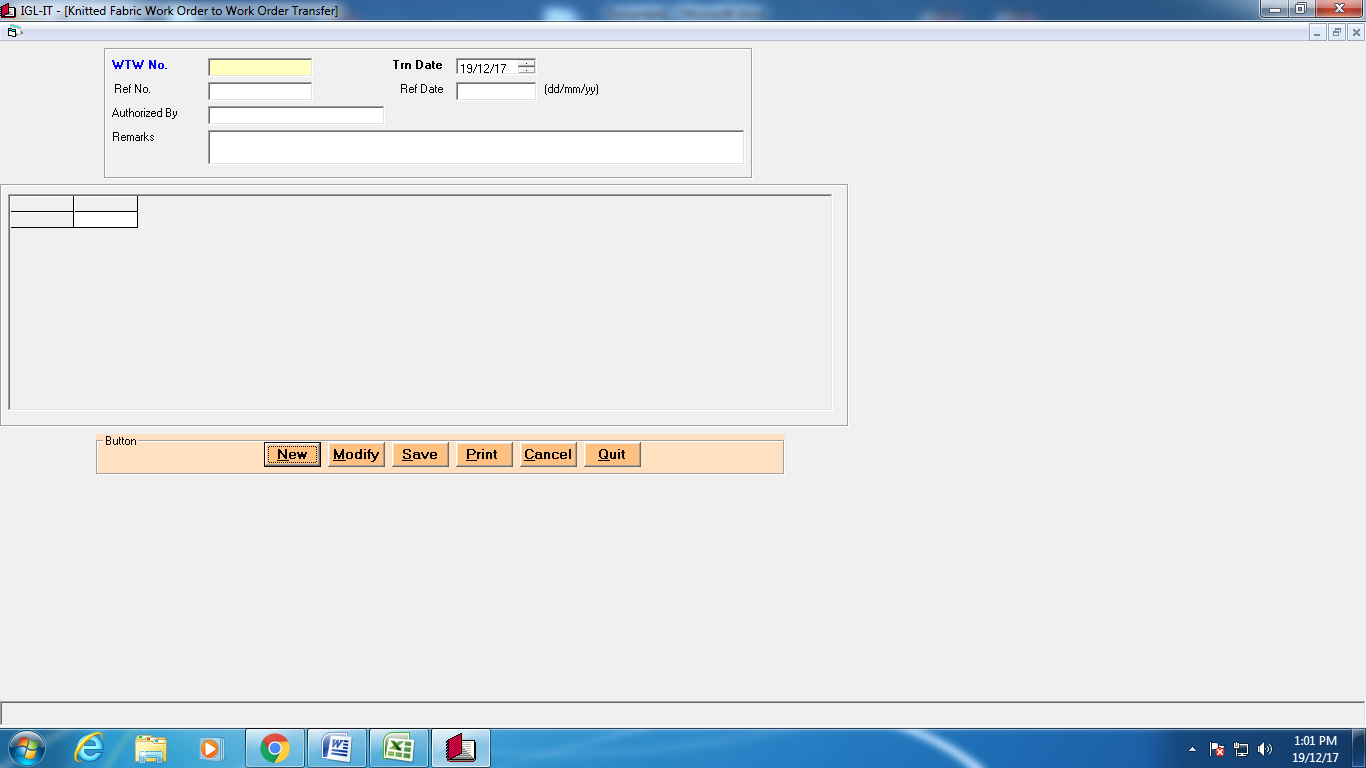 IGL-IT - [Knitted Fabric Work Order to Work Order Transfer]
WTW No. Trn Date 19/12/17
Ref No. Ref Date (dd/mm/yy)
Authorized By
Remarks
Button
New Modify Save Print Cancel Quit
1:01 PM
19/12/17